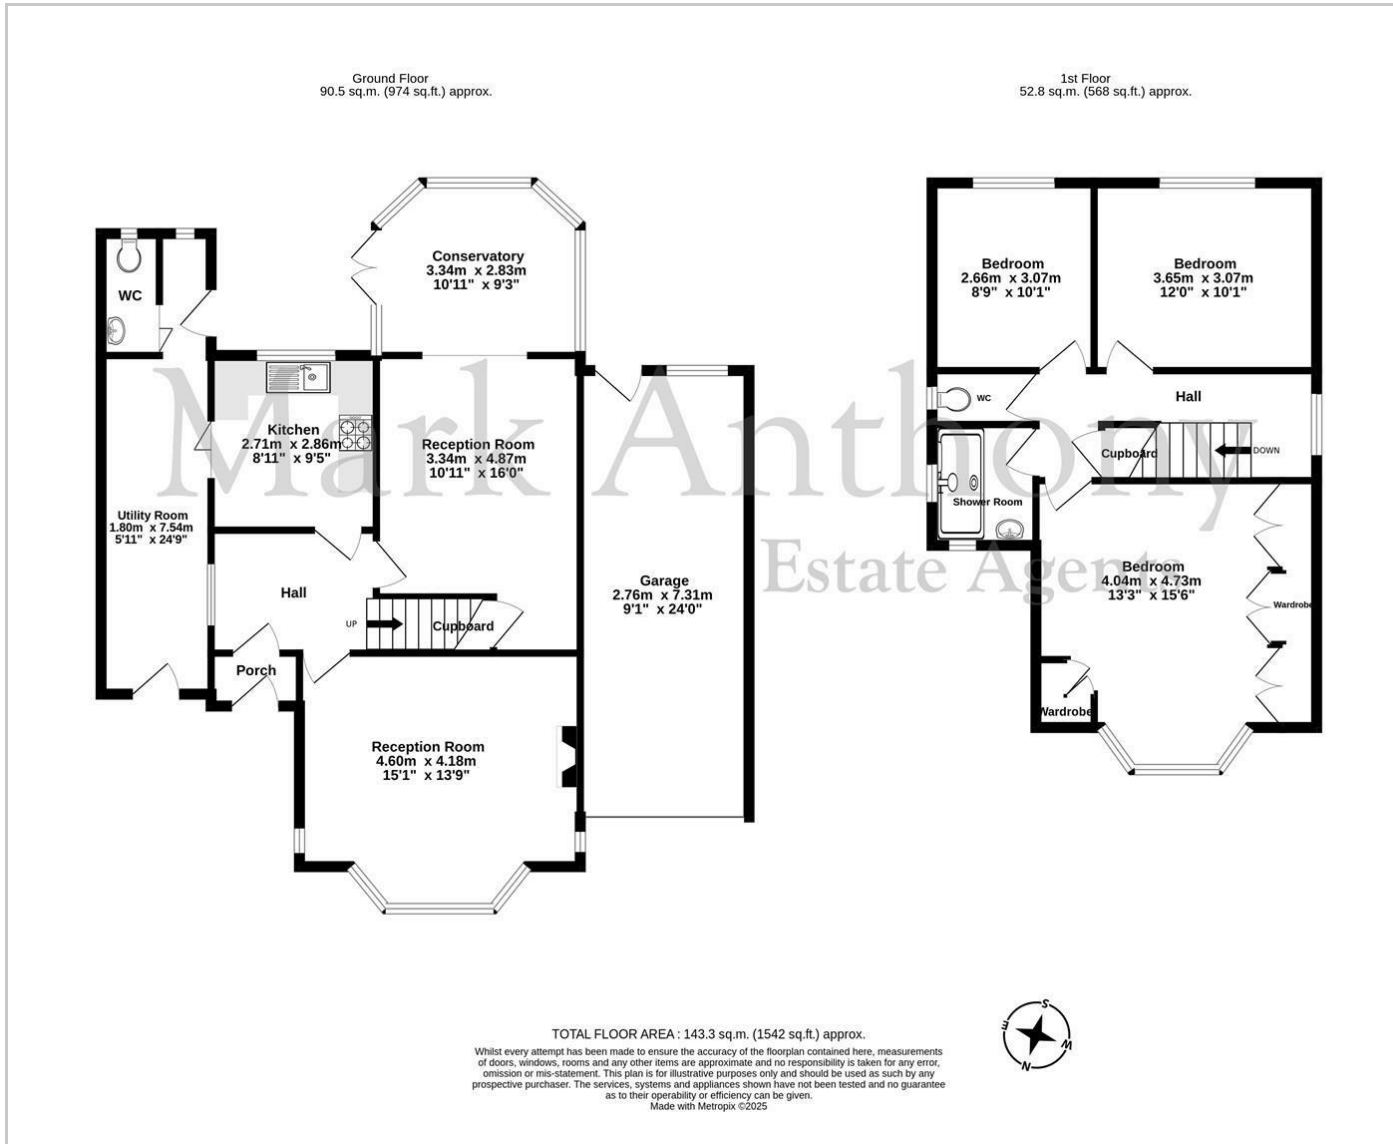 Ground Floor
90.5 sq.m. (974 sq.ft.) approx.
1st Floor
52.8 sq.m. (568 sq.ft.) approx.
WC
Conservatory
3.34m x 2.83m
10'11" x 9'3"
Kitchen
2.71m x 2.86m
8'11" x 9'5"
Reception Room
3.34m x 4.87m
10'11" x 16'0"
Utility Room
1.80m x 7.54m
5'11" x 24'9"
Hall
UP
Cupboard
Porch
Reception Room
4.60m x 4.18m
15'1" x 13'9"
Garage
2.76m x 7.31m
9'1" x 24'0"
Bedroom
2.66m x 3.07m
8'9" x 10'1"
Bedroom
3.65m x 3.07m
12'0" x 10'1"
WC
Hall
Cupboard
DOWN
Shower Room
Bedroom
4.04m x 4.73m
13'3" x 15'6"
Wardrobe
Wardrobe
Mark Anthony
Estate Agents
TOTAL FLOOR AREA : 143.3 sq.m. (1542 sq.ft.) approx.
Whilst every attempt has been made to ensure the accuracy of the floorplan contained here, measurements
of doors, windows, rooms and any other items are approximate and no responsibility is taken for any error,
omission or mis-statement. This plan is for illustrative purposes only and should be used as such by any
prospective purchaser. The services, systems and appliances shown have not been tested and no guarantee
as to their operability or efficiency can be given.
Made with Metropix ©2025
S
E
W
N